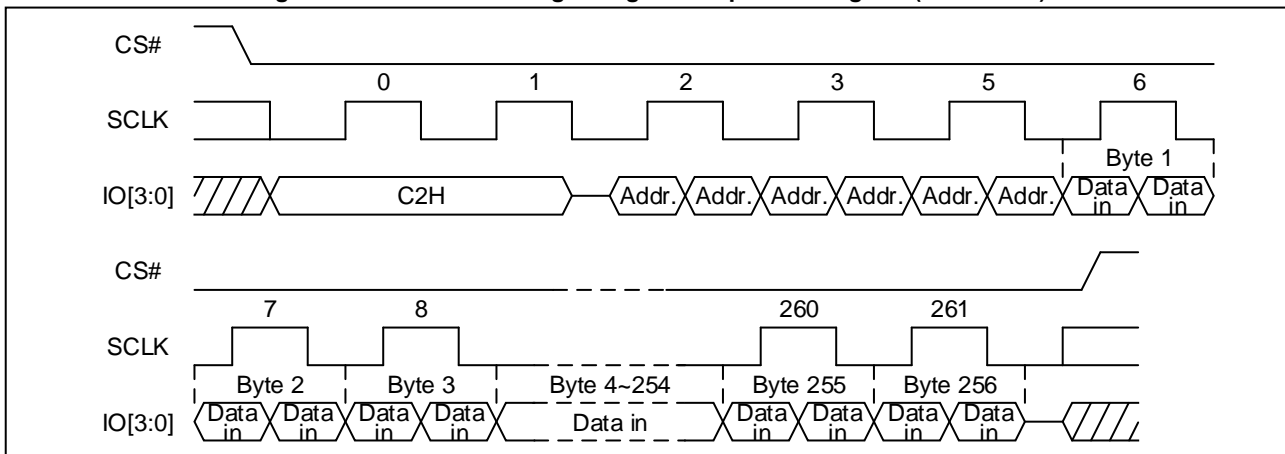 CS#
0 1 2 3 5 6
SCLK
Byte 1
IO[3:0] C2H Addr. Addr. Addr. Addr. Addr. Addr. Data in Data in
CS#
7 8 260 261
SCLK
Byte 2 Byte 3 Byte 4~254 Byte 255 Byte 256
IO[3:0] Data in Data in Data in Data in Data in Data in Data in Data in Data in